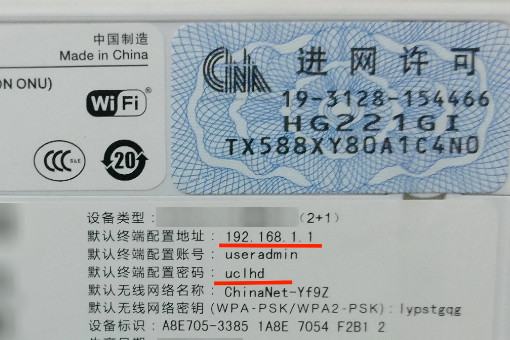 中国制造
Made in China
ON ONU)
Wi Fi
CCC S&E
20
CNA 进网许可
19-3128-154466
HG221GI
TX588XY80A1C4N0
设备类型: (2+1)
默认终端配置地址: 192.168.1.1
默认终端配置账号: useradmin
默认终端配置密码: uclhd
默认无线网络名称: ChinaNet-Yf9Z
默认无线网络密钥 (WPA-PSK/WPA2-PSK): lypstgqg
设备标识: A8E705-3385 1A8E 7054 F2B1 2